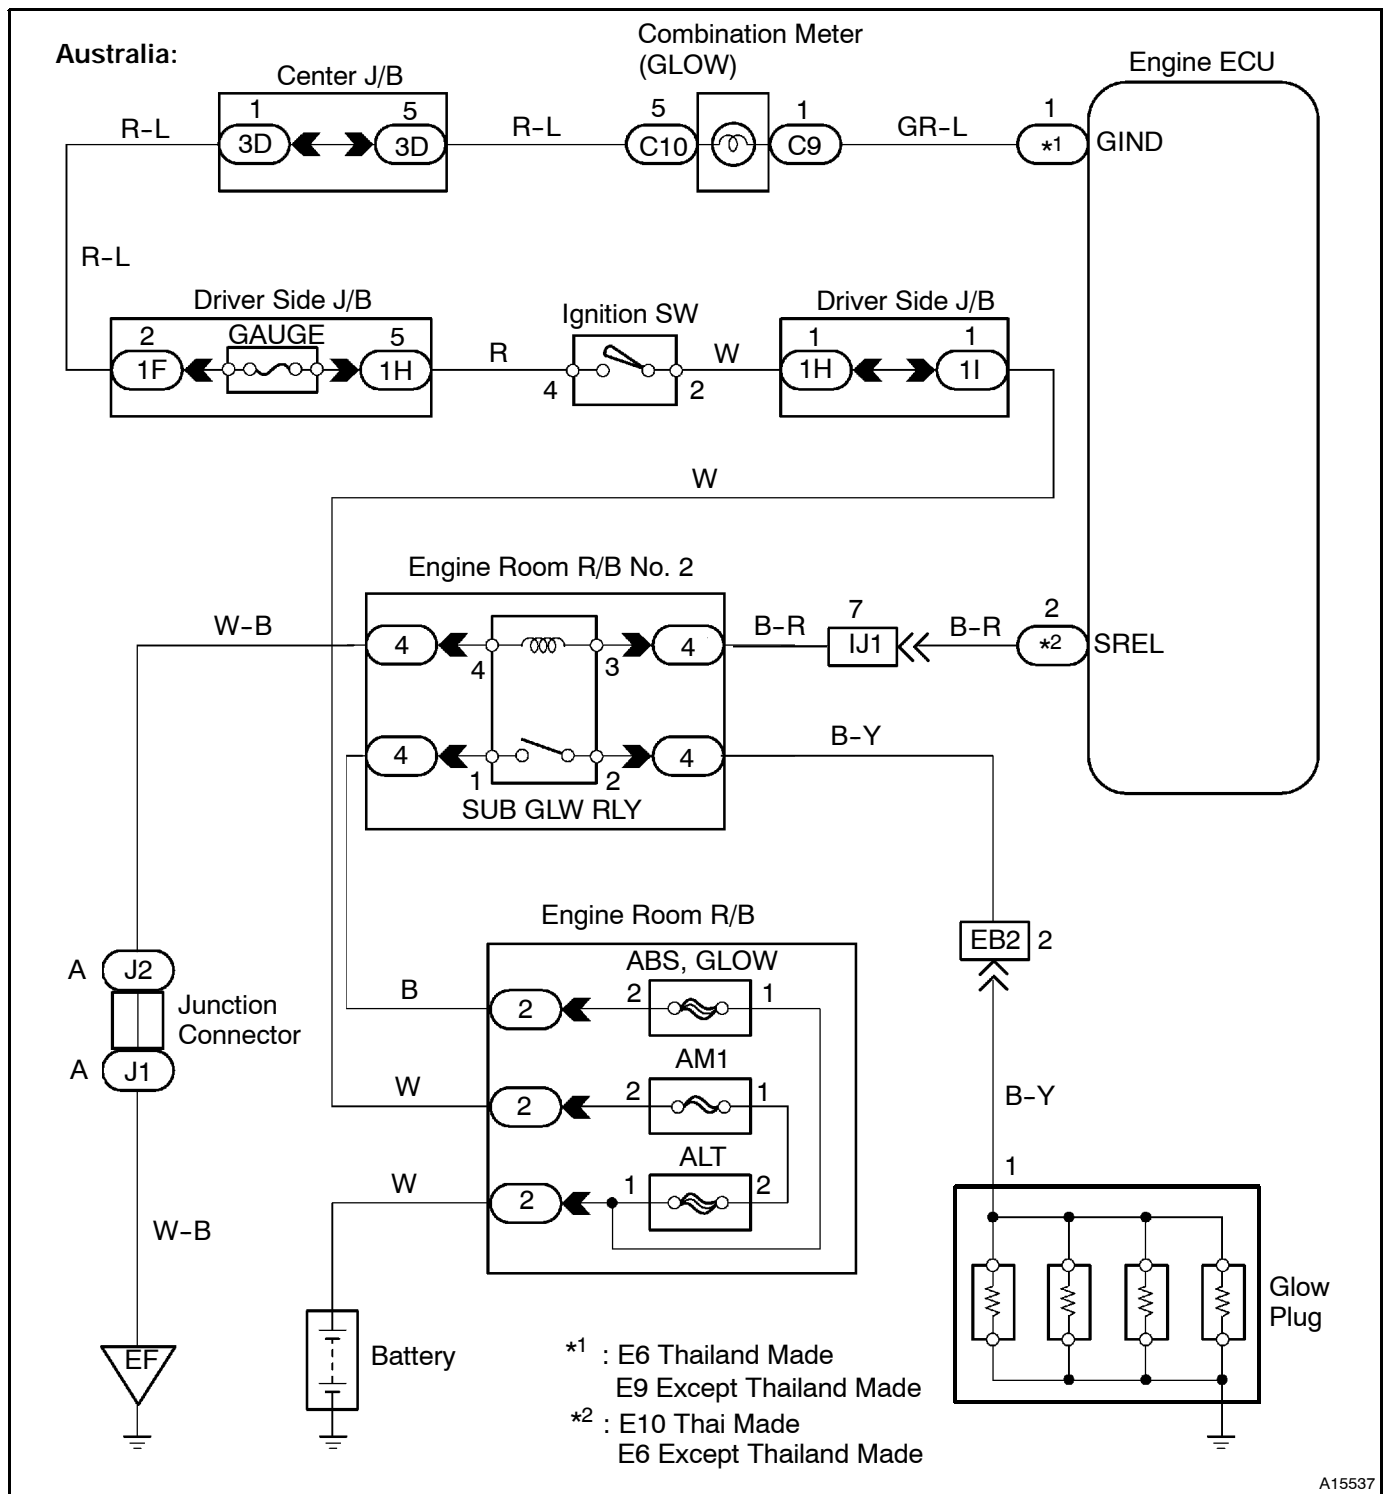 Australia:
Combination Meter
(GLOW)
Engine ECU
Center J/B
1
5
5
1
1
R-L
3D
3D
R-L
C10
C9
GR-L
*1
GIND
R-L
Driver Side J/B
Ignition SW
Driver Side J/B
2
GAUGE
5
1
1
1F
1H
R
W
1H
1I
4
2
W
Engine Room R/B No. 2
7
2
W-B
4
4
B-R
IJ1
B-R
*2
SREL
4
3
4
4
B-Y
1
2
SUB GLW RLY
Engine Room R/B
EB2
2
A
J2
ABS, GLOW
B
2
2
1
Junction
Connector
A
J1
AM1
W
2
2
1
B-Y
ALT
W
2
1
2
1
W-B
Glow
Plug
EF
Battery
*1 : E6 Thailand Made
E9 Except Thailand Made
*2 : E10 Thai Made
E6 Except Thailand Made
A15537